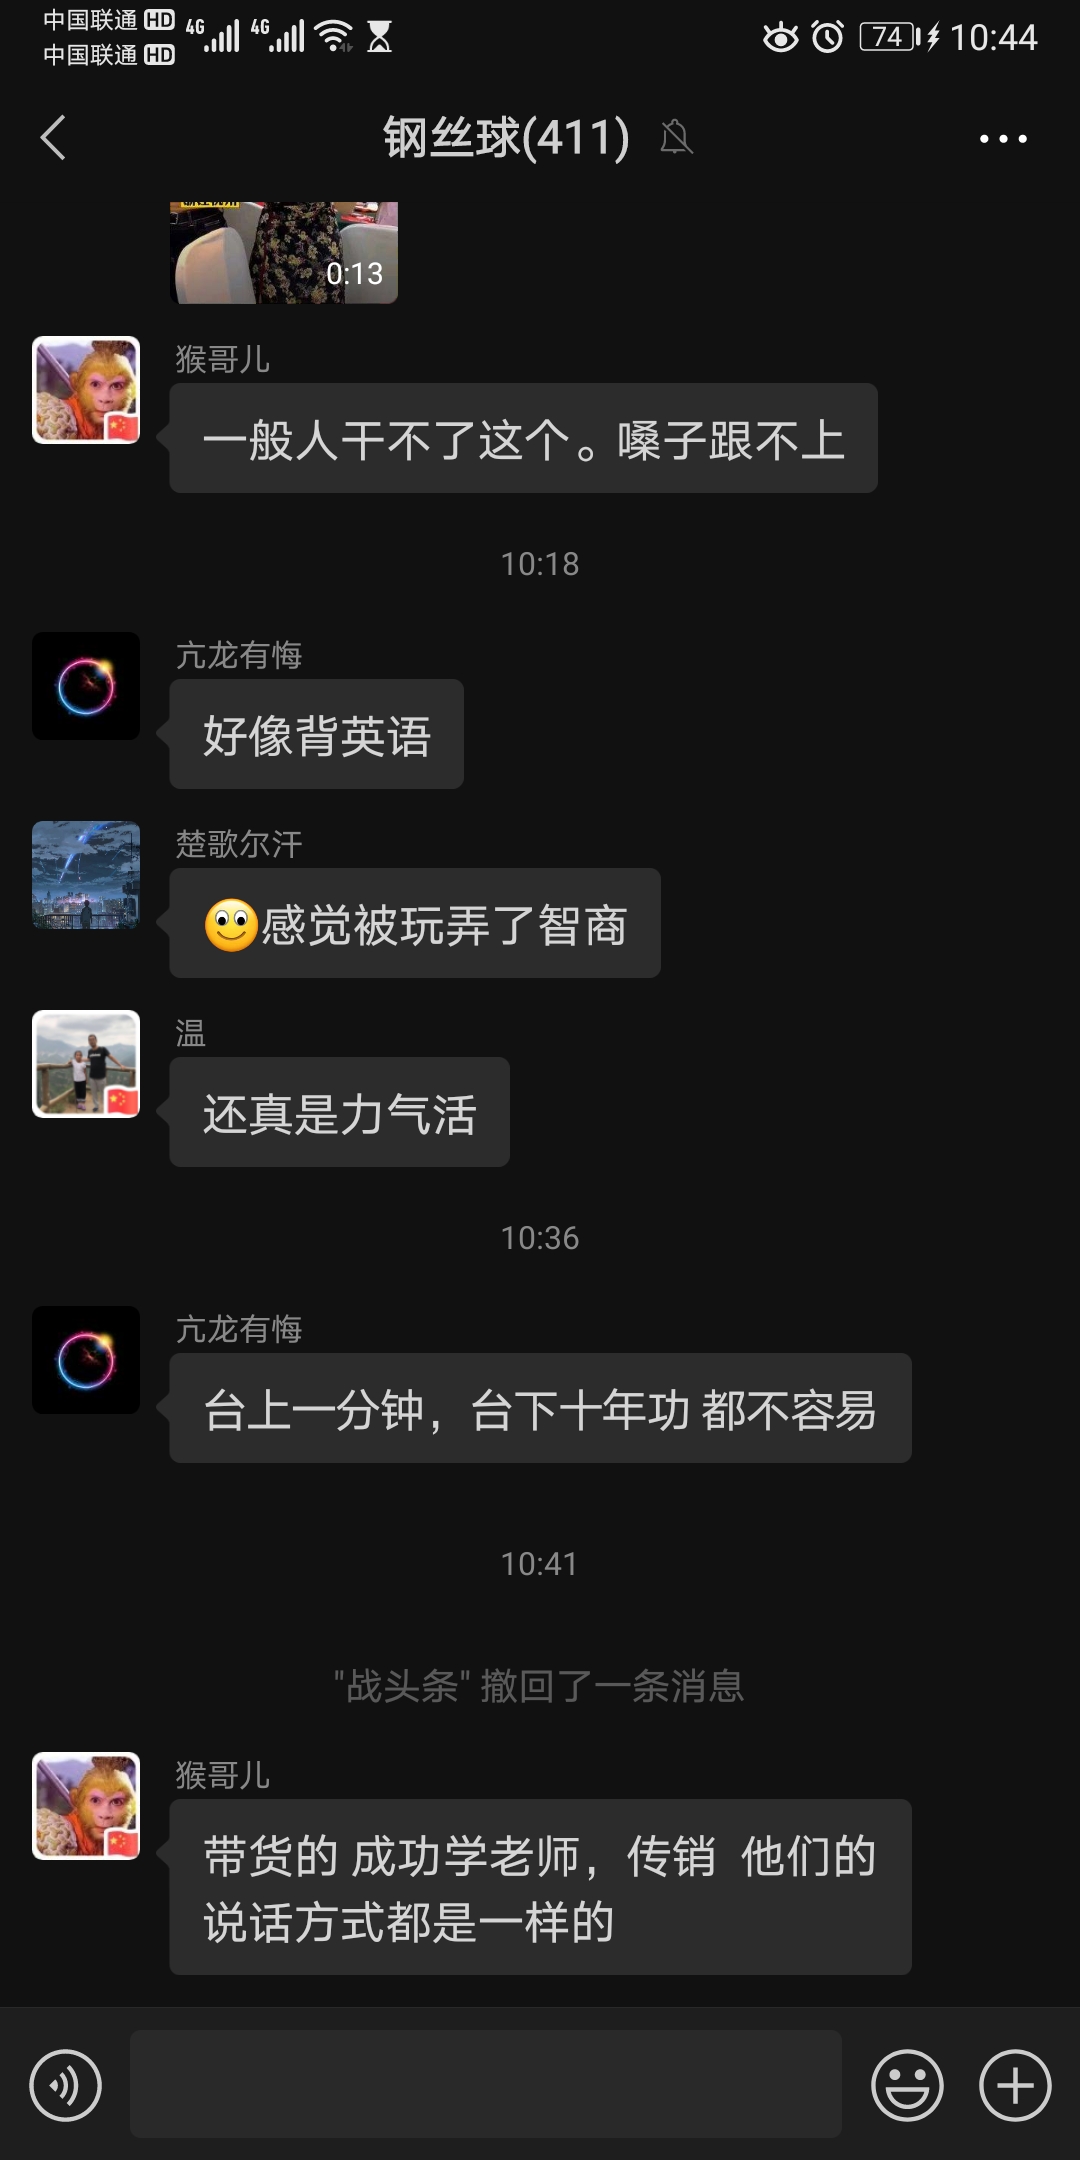 中国联通 HD 4G 4G 74 10:44
中国联通 HD
钢丝球(411)
0:13
猴哥儿
一般人干不了这个。嗓子跟不上
10:18
亢龙有悔
好像背英语
楚歌尔汗
感觉被玩弄了智商
温
还真是力气活
10:36
亢龙有悔
台上一分钟，台下十年功 都不容易
10:41
"战头条" 撤回了一条消息
猴哥儿
带货的 成功学老师，传销  他们的
说话方式都是一样的